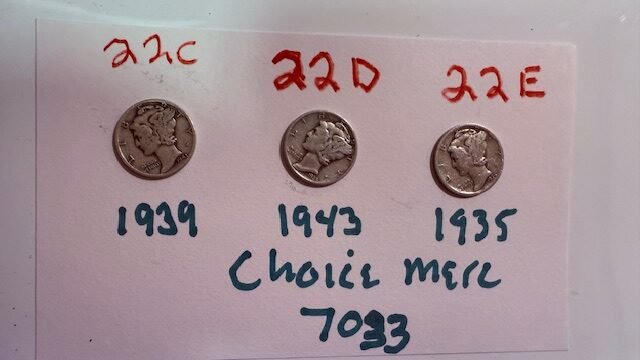 22C 22D 22E
1939 1943 1935
Choice merc
7033